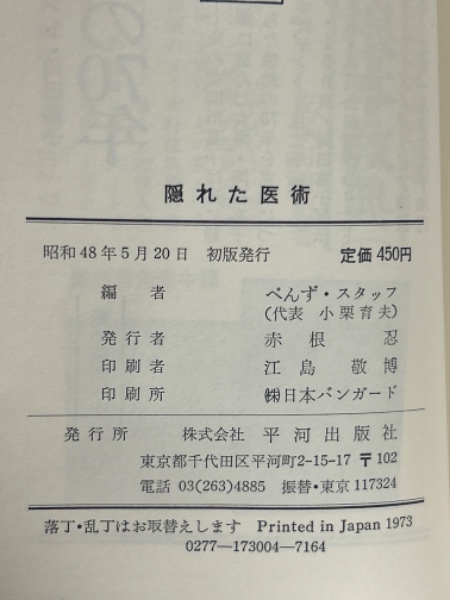 隠れた医術
昭和48年5月20日 初版発行 定価 450円
編者 ぺんず・スタッフ
(代表 小栗育夫)
発行者 赤根 忍
印刷者 江島敬博
印刷所 ㈱日本バンガード
発行所 株式会社 平河出版社
東京都千代田区平河町2-15-17 〒102
電話 03(263)4885 振替・東京 117324
落丁・乱丁はお取替えします Printed in Japan 1973
0277―173004―7164